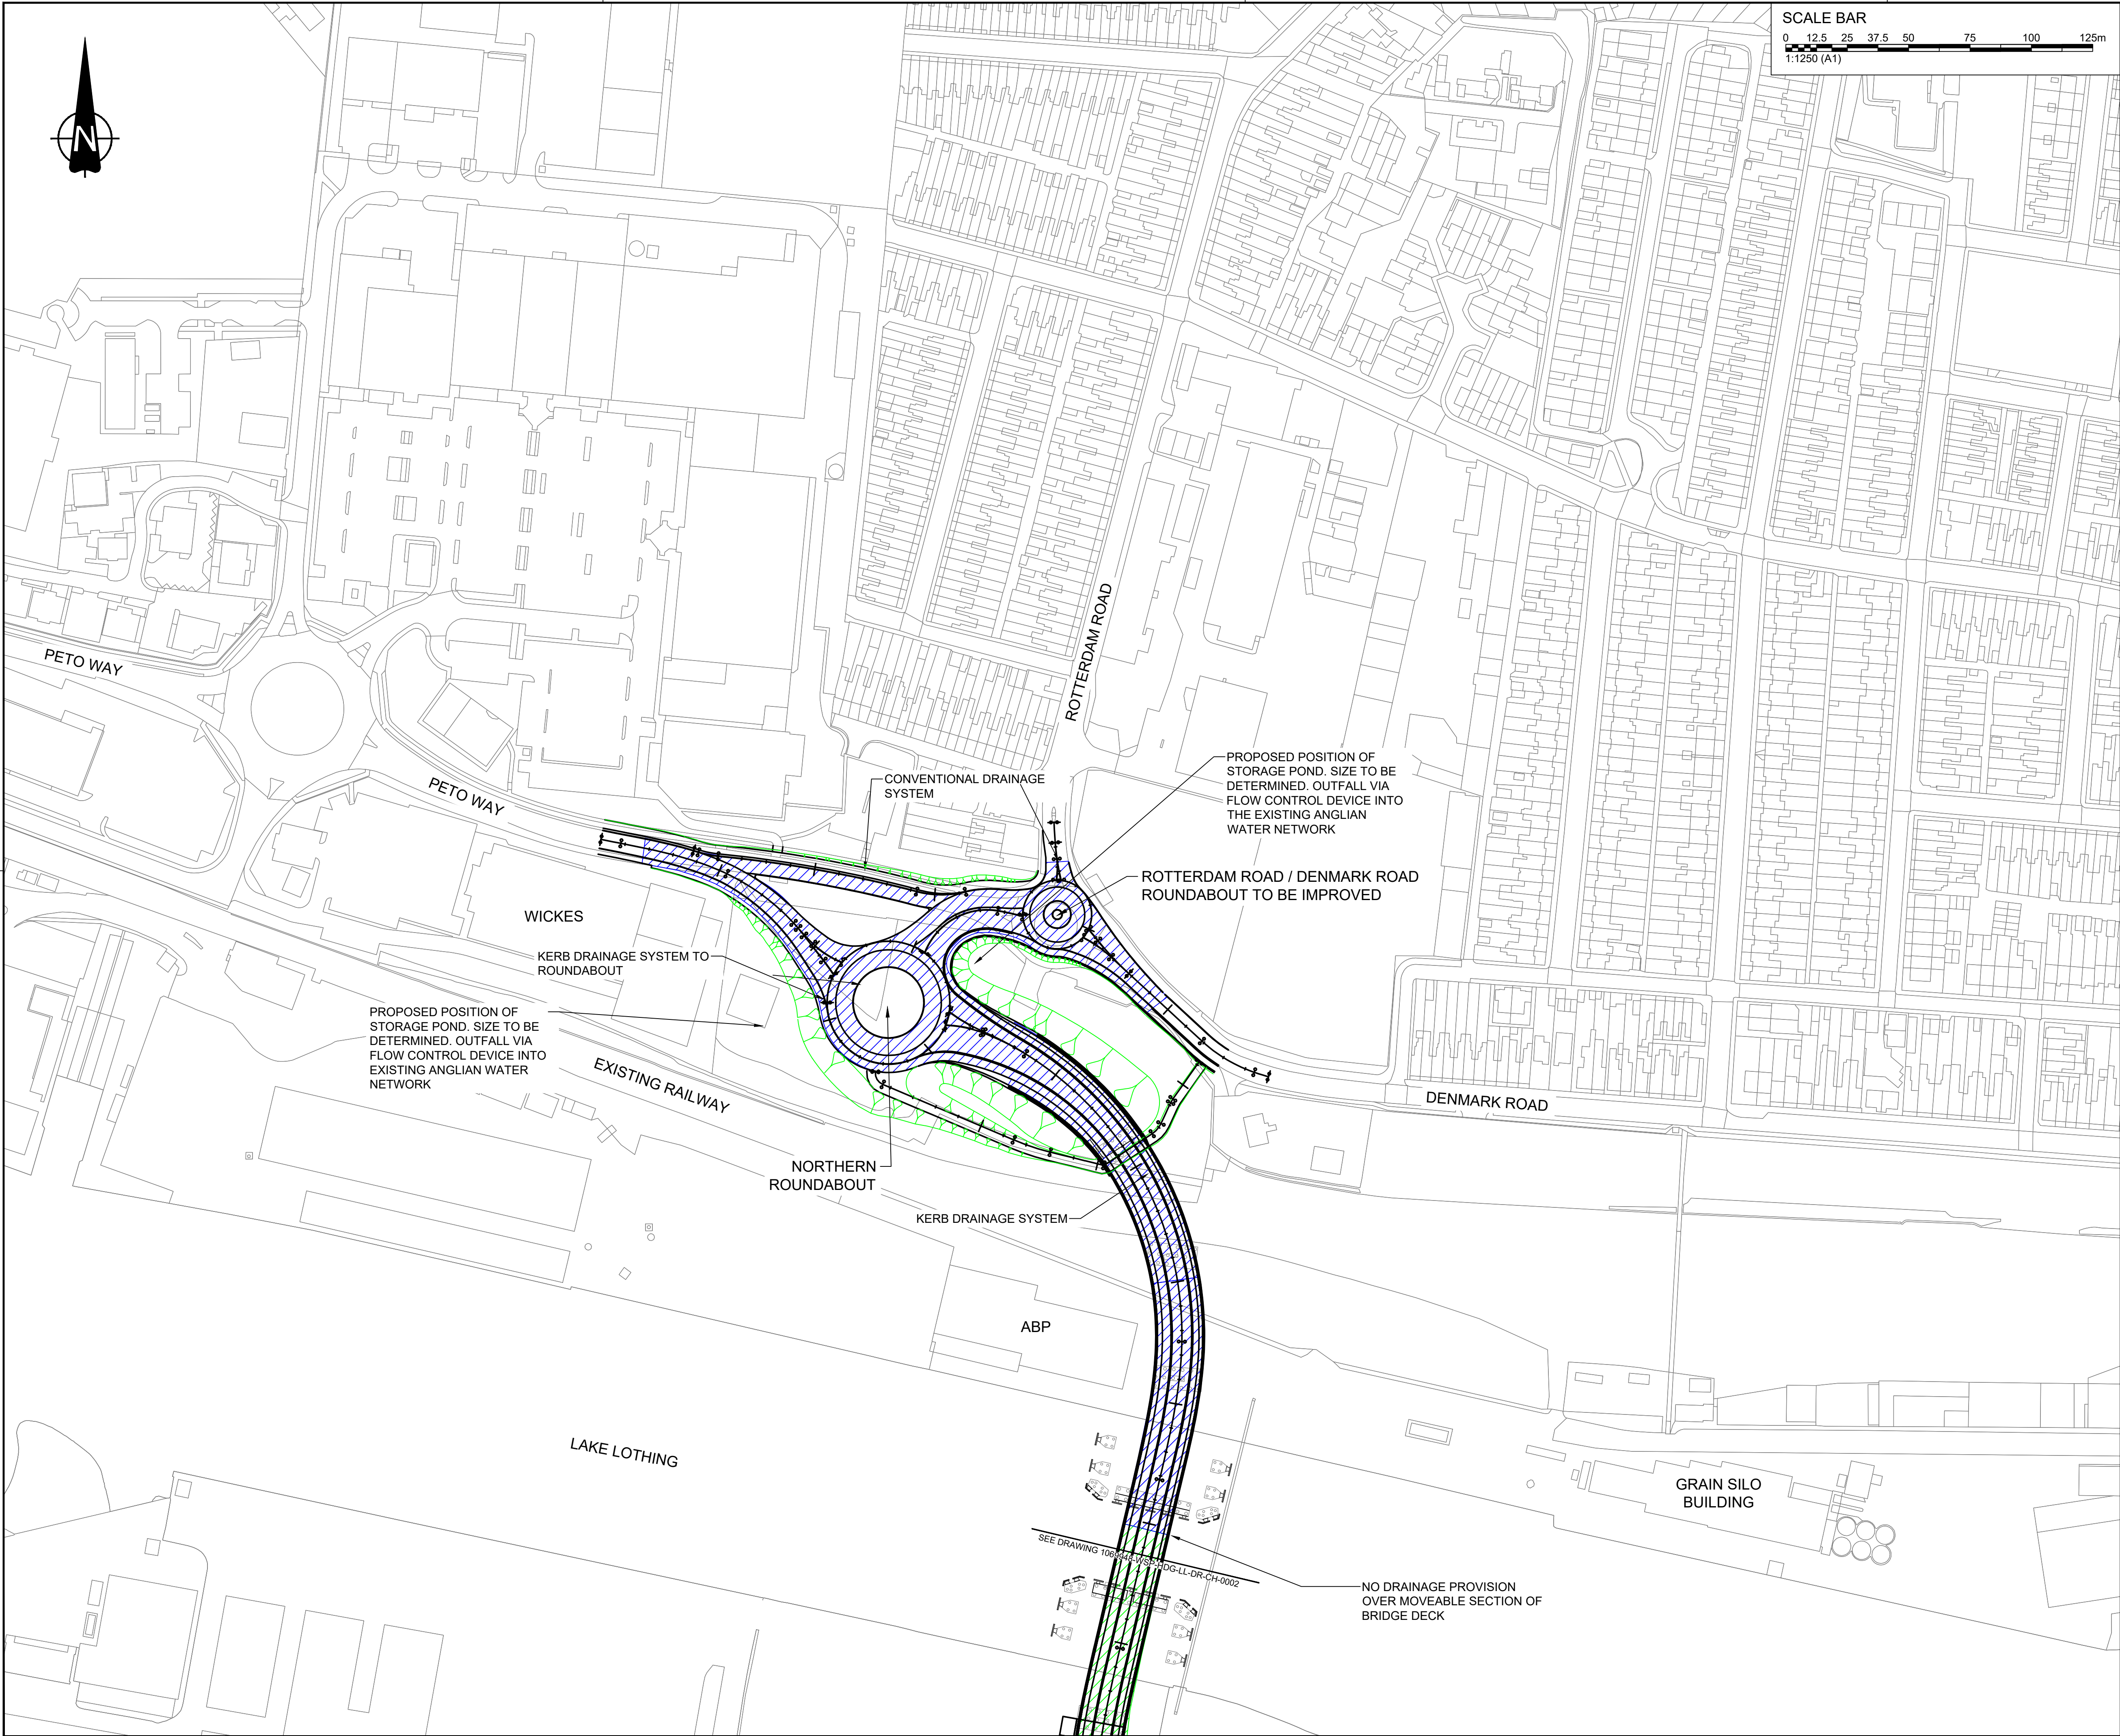 SCALE BAR
0 12.5 25 37.5 50 75 100 125m
1:1250 (A1)
N
ROTTERDAM ROAD
PETO WAY
PETO WAY
CONVENTIONAL DRAINAGE
SYSTEM
PROPOSED POSITION OF
STORAGE POND. SIZE TO BE
DETERMINED. OUTFALL VIA
FLOW CONTROL DEVICE INTO
THE EXISTING ANGLIAN
WATER NETWORK
ROTTERDAM ROAD / DENMARK ROAD
ROUNDABOUT TO BE IMPROVED
WICKES
KERB DRAINAGE SYSTEM TO
ROUNDABOUT
PROPOSED POSITION OF
STORAGE POND. SIZE TO BE
DETERMINED. OUTFALL VIA
FLOW CONTROL DEVICE INTO
EXISTING ANGLIAN WATER
NETWORK
EXISTING RAILWAY
DENMARK ROAD
NORTHERN
ROUNDABOUT
KERB DRAINAGE SYSTEM
ABP
LAKE LOTHING
GRAIN SILO
BUILDING
SEE DRAWING
NO DRAINAGE PROVISION
OVER MOVEABLE SECTION OF
BRIDGE DECK